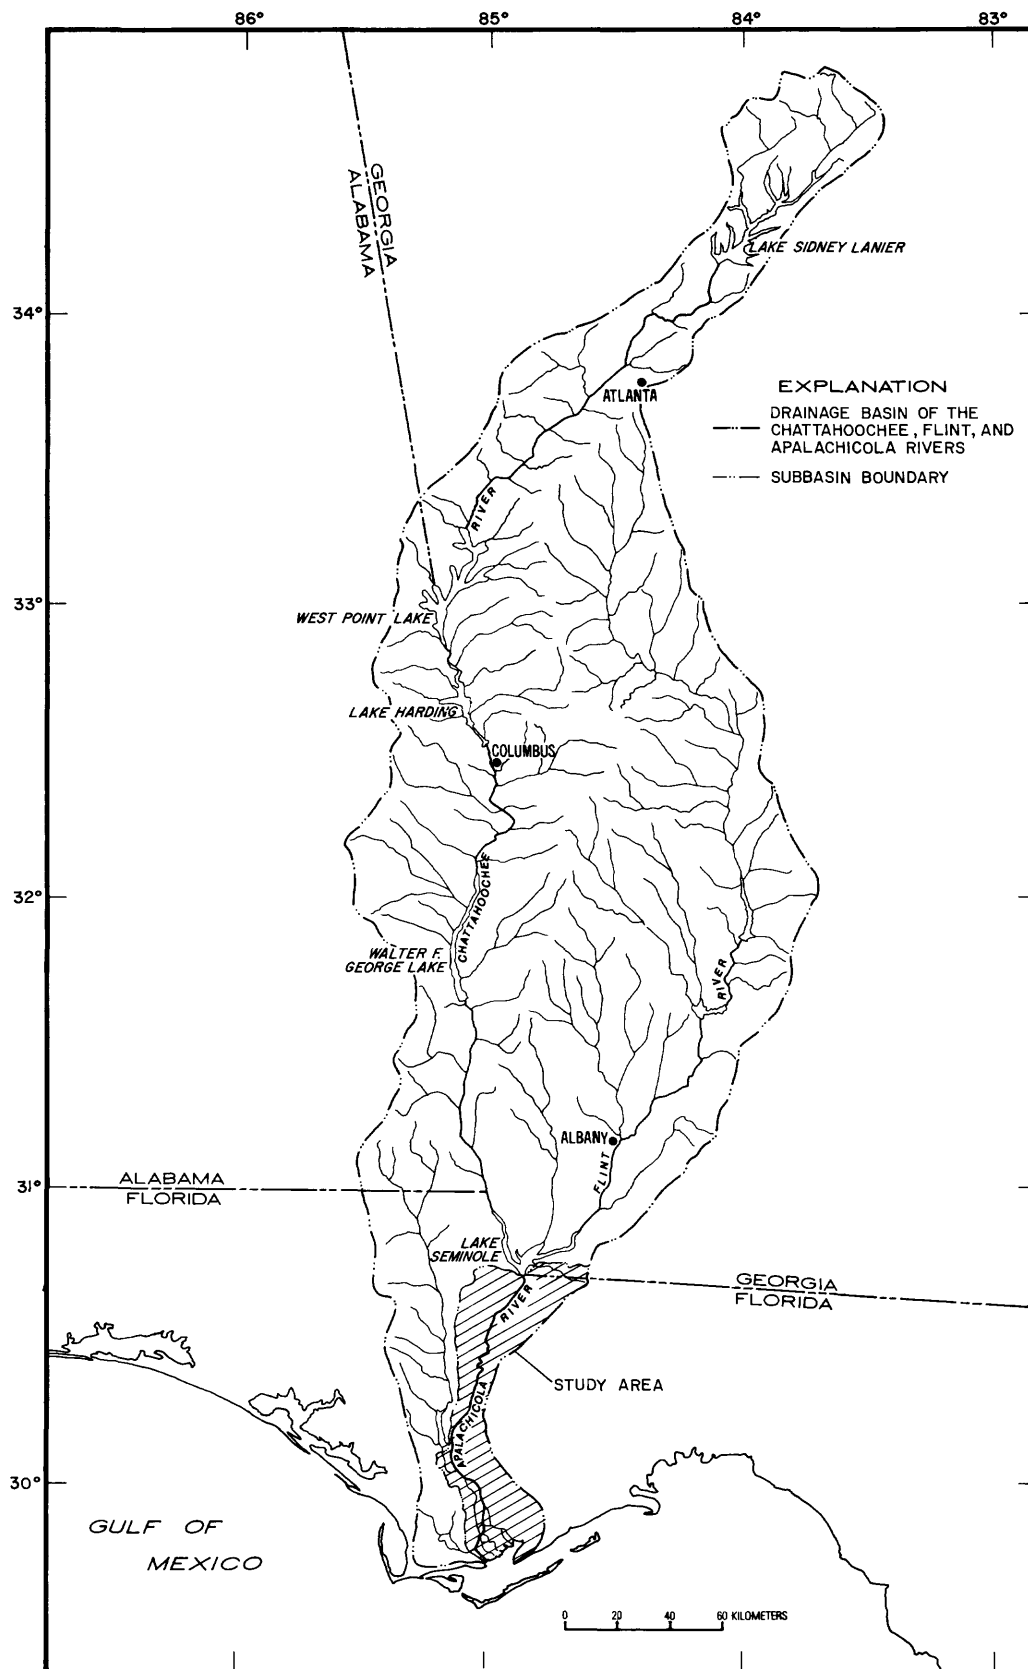 86° 85° 84° 83°
GEORGIA
ALABAMA
LAKE SIDNEY LANIER
34°
ATLANTA
EXPLANATION
DRAINAGE BASIN OF THE
CHATTAHOOCHEE, FLINT, AND
APALACHICOLA RIVERS
SUBBASIN BOUNDARY
RIVER
33°
WEST POINT LAKE
LAKE HARDING
COLUMBUS
32°
CHATTAHOOCHEE
WALTER F.
GEORGE LAKE
RIVER
ALBANY
FLINT
ALABAMA
31°
FLORIDA
LAKE
SEMINOLE
GEORGIA
FLORIDA
RIVER
STUDY AREA
APALACHICOLA
30°
GULF OF
MEXICO
0 20 40 60 KILOMETERS